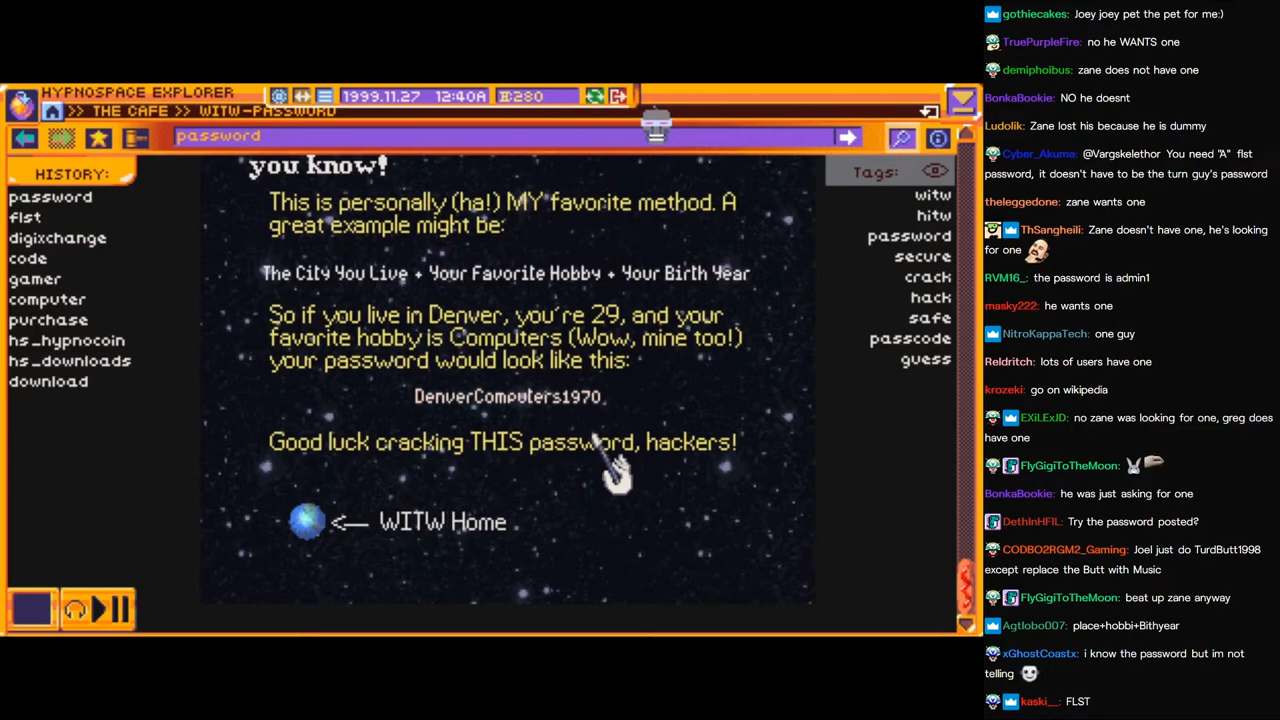 HYPNOSPACE EXPLORER
1999.11.27 12:40A 280
>> THE CAFE >> WITW-PASSWORD
password
HISTORY:
password
flst
digixchange
code
gamer
computer
purchase
hs_hypnocoin
hs_downloads
download
you know!
This is personally (ha!) MY favorite method. A
great example might be:
The City You Live + Your Favorite Hobby + Your Birth Year
So if you live in Denver, you're 29, and your
favorite hobby is Computers (Wow, mine too!)
your password would look like this:
DenverComputers1970
Good luck cracking THIS password, hackers!
<— WITW Home
Tags:
witw
hitw
password
secure
crack
hack
safe
passcode
guess
gothiecakes: Joey joey pet the pet for me:)
TruePurpleFire: no he WANTS one
demiphoibus: zane does not have one
BonkaBookie: NO he doesnt
Ludolik: Zane lost his because he is dummy
Cyber_Akuma: @Vargskelethor You need "A" flst
password, it doesn't have to be the turn guy's password
theleggedone: zane wants one
ThSangheili: Zane doesn't have one, he's looking
for one
RVM16_: the password is admin1
masky222: he wants one
NitroKappaTech: one guy
Reldritch: lots of users have one
krozeki: go on wikipedia
EXiLExJD: no zane was looking for one, greg does
have one
FlyGigiToTheMoon:
BonkaBookie: he was just asking for one
DethInHFIL: Try the password posted?
CODBO2RGM2_Gaming: Joel just do TurdButt1998
except replace the Butt with Music
FlyGigiToTheMoon: beat up zane anyway
Agtlobo007: place+hobbi+Bithyear
xGhostCoastx: i know the password but im not
telling
kaski__: FLST